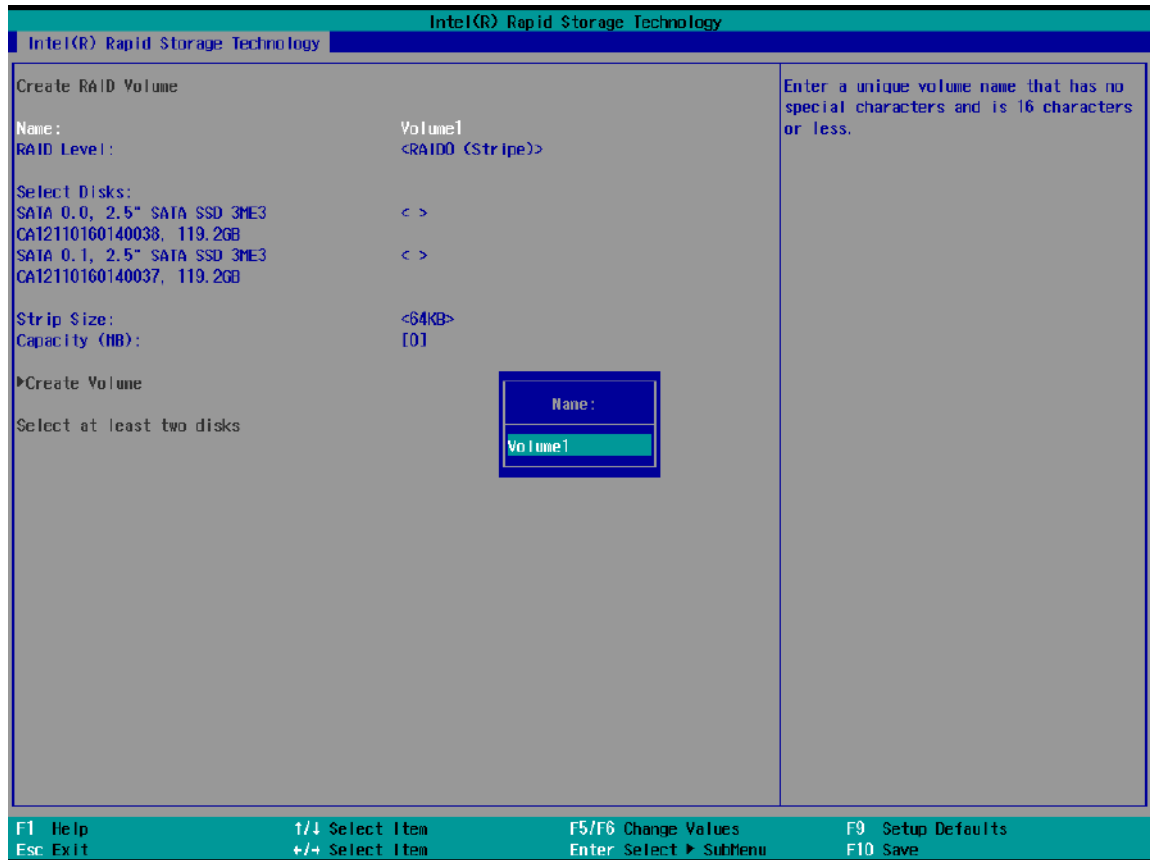 Intel(R) Rapid Storage Technology
Intel(R) Rapid Storage Technology
Create RAID Volume
Name: Volume1
RAID Level: <RAID0 (Stripe)>
Select Disks:
SATA 0.0, 2.5" SATA SSD 3ME3 < >
CA12110160140038, 119.2GB
SATA 0.1, 2.5" SATA SSD 3ME3 < >
CA12110160140037, 119.2GB
Strip Size: <64KB>
Capacity (MB): [0]
▶Create Volume
Select at least two disks
Name:
Volume1
Enter a unique volume name that has no
special characters and is 16 characters
or less.
F1 Help ↑/↓ Select Item F5/F6 Change Values F9 Setup Defaults
Esc Exit ←/→ Select Item Enter Select ▶ SubMenu F10 Save